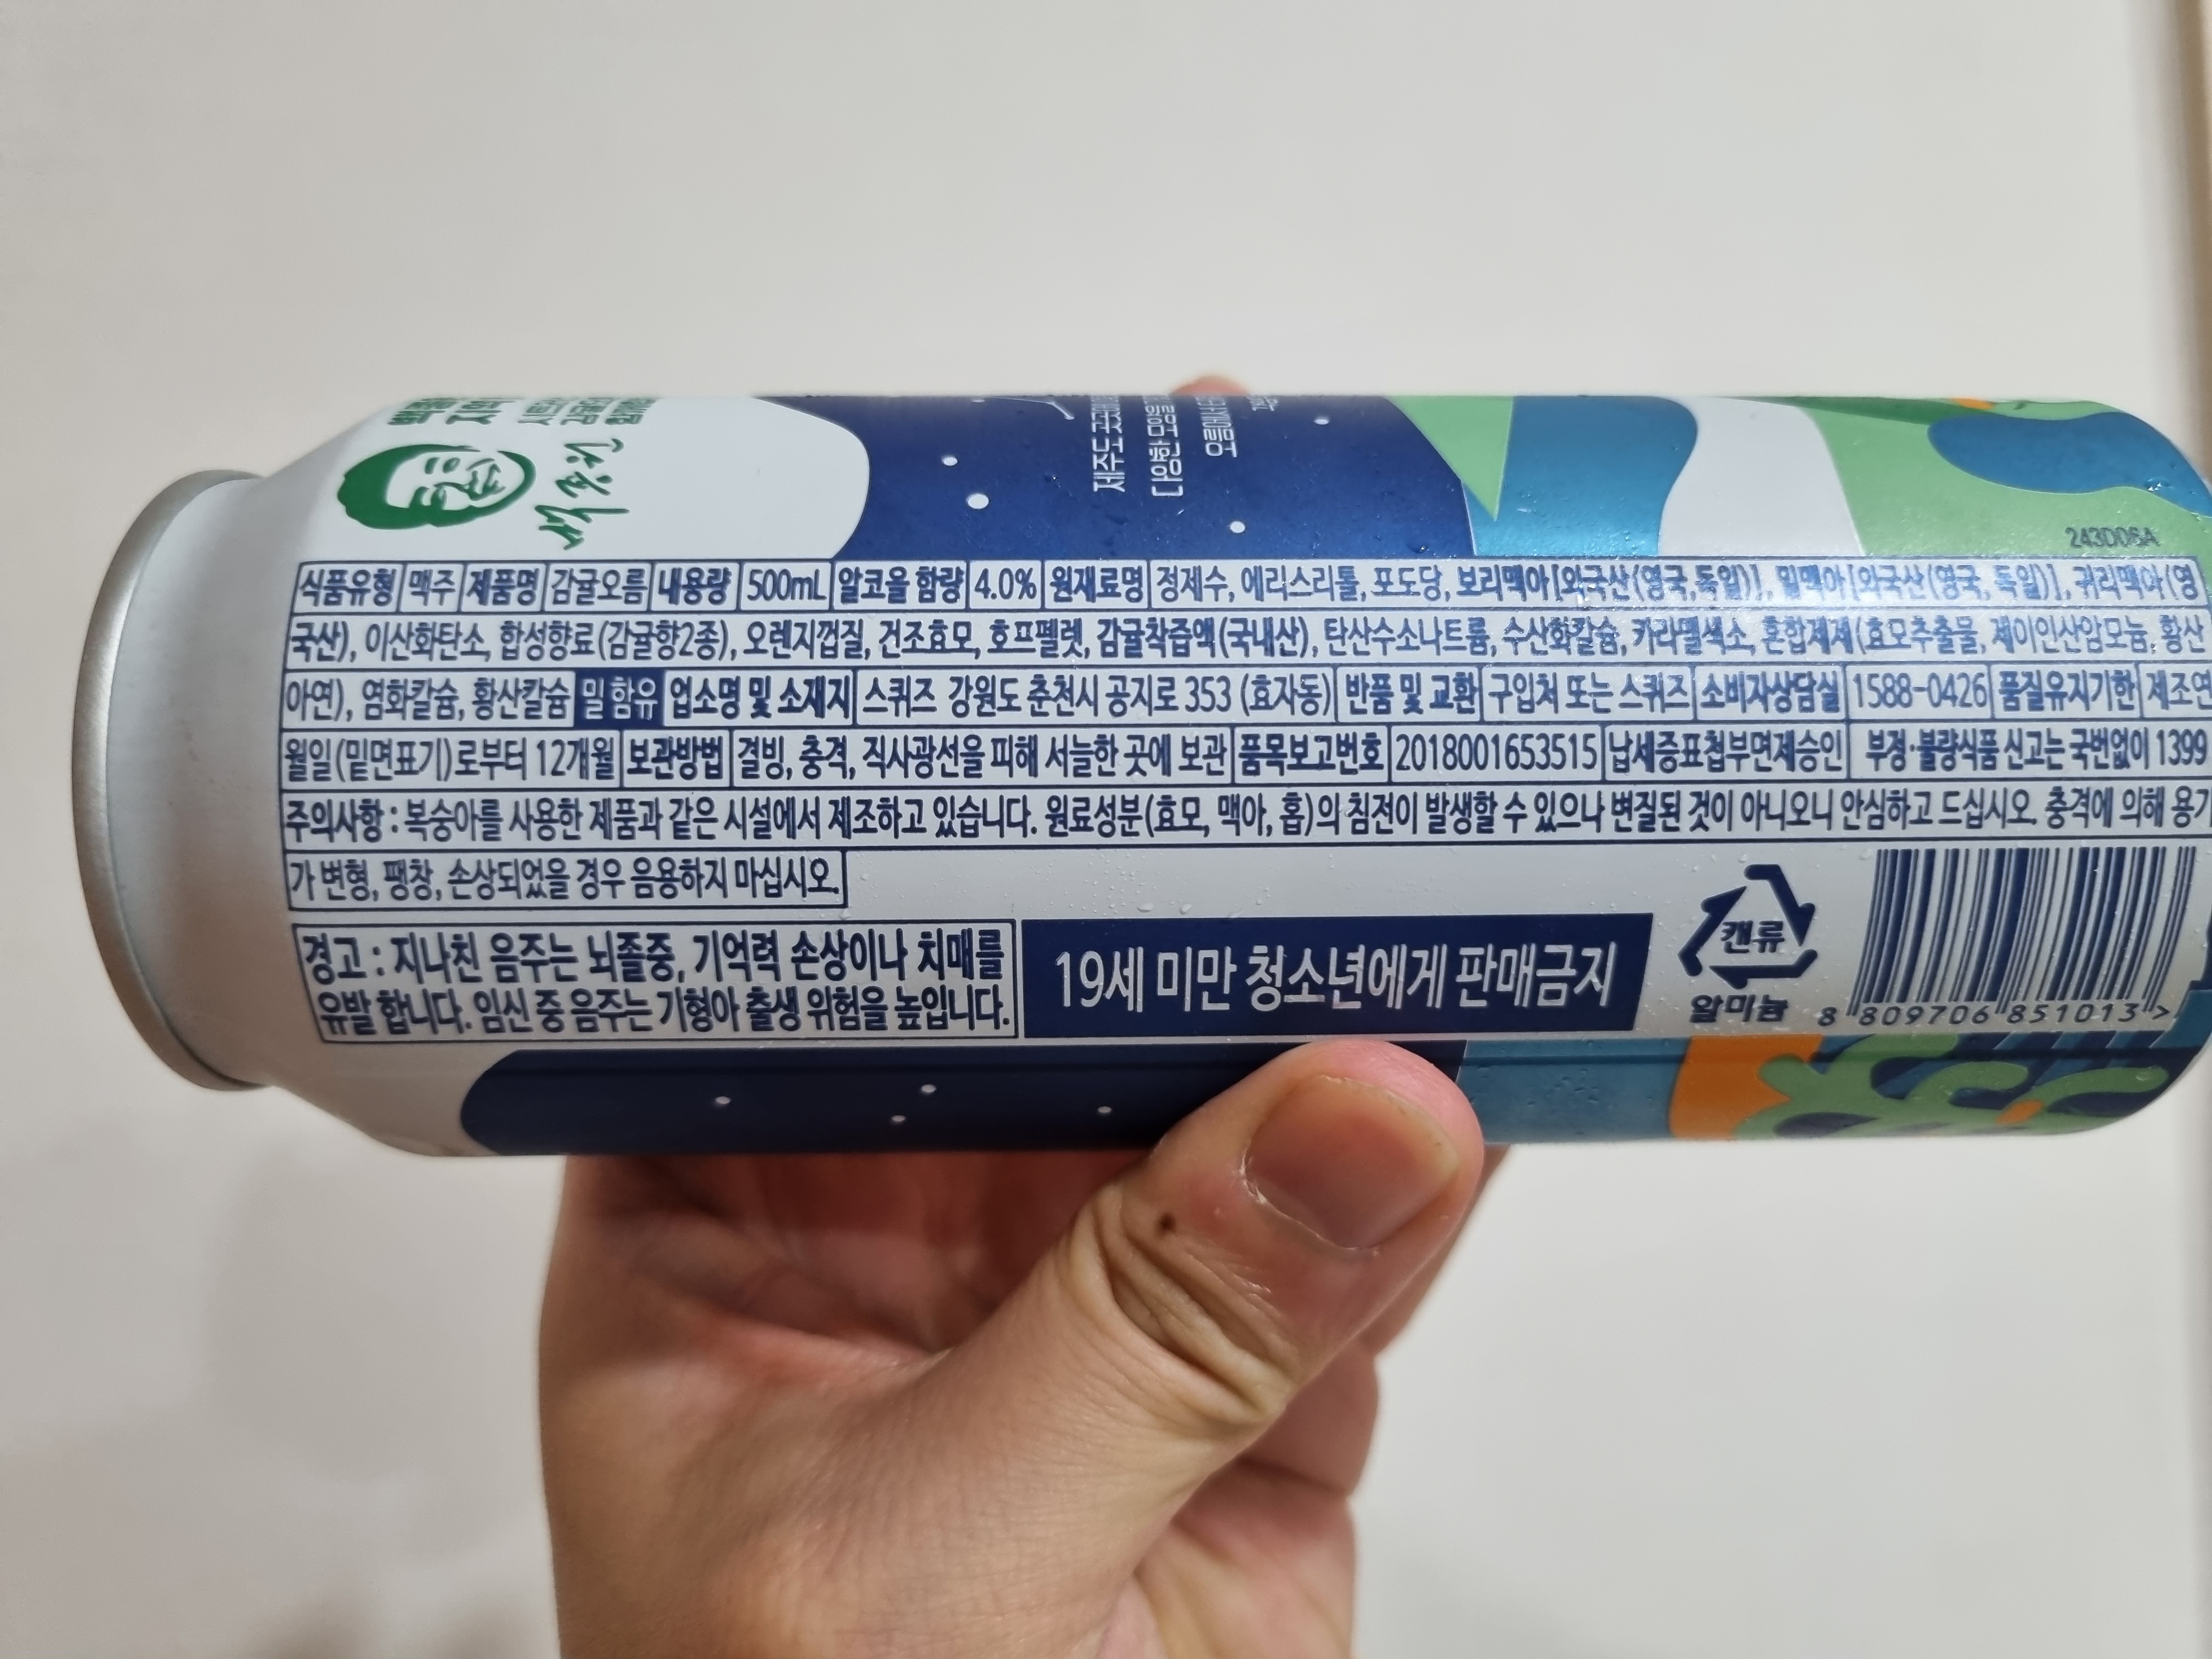 백종원
243D06A
식품유형 맥주 제품명 감귤오름 내용량 500mL 알코올 함량 4.0% 원재료명 정제수, 에리스리톨, 포도당, 보리맥아[외국산(영국,독일)], 밀맥아[외국산(영국, 독일)], 귀리맥아(영
국산), 이산화탄소, 합성향료(감귤향2종), 오렌지껍질, 건조효모, 호프펠렛, 감귤착즙액(국내산), 탄산수소나트륨, 수산화칼슘, 카라멜색소, 혼합제제(효모추출물, 제이인산암모늄, 황산
아연), 염화칼슘, 황산칼슘 밀 함유 업소명 및 소재지 스퀴즈 강원도 춘천시 공지로 353 (효자동) 반품 및 교환 구입처 또는 스퀴즈 소비자상담실 1588-0426 품질유지기한 제조연
월일(밑면표기)로부터 12개월 보관방법 결빙, 충격, 직사광선을 피해 서늘한 곳에 보관 품목보고번호 2018001653515 납세증표첩부면제승인 부정·불량식품 신고는 국번없이 1399
주의사항 : 복숭아를 사용한 제품과 같은 시설에서 제조하고 있습니다. 원료성분(효모, 맥아, 홉)의 침전이 발생할 수 있으나 변질된 것이 아니오니 안심하고 드십시오. 충격에 의해 용기
가 변형, 팽창, 손상되었을 경우 음용하지 마십시오.
경고 : 지나친 음주는 뇌졸중, 기억력 손상이나 치매를
유발 합니다. 임신 중 음주는 기형아 출생 위험을 높입니다.
19세 미만 청소년에게 판매금지
캔류
알미늄
8 809706 851013 >
제주도 곳곳에
다양한 모습
오름에서